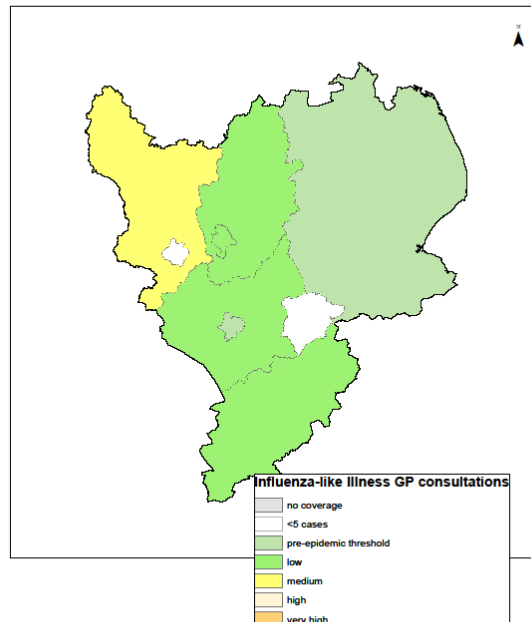 N
Influenza-like Illness GP consultations
no coverage
<5 cases
pre-epidemic threshold
low
medium
high
very high